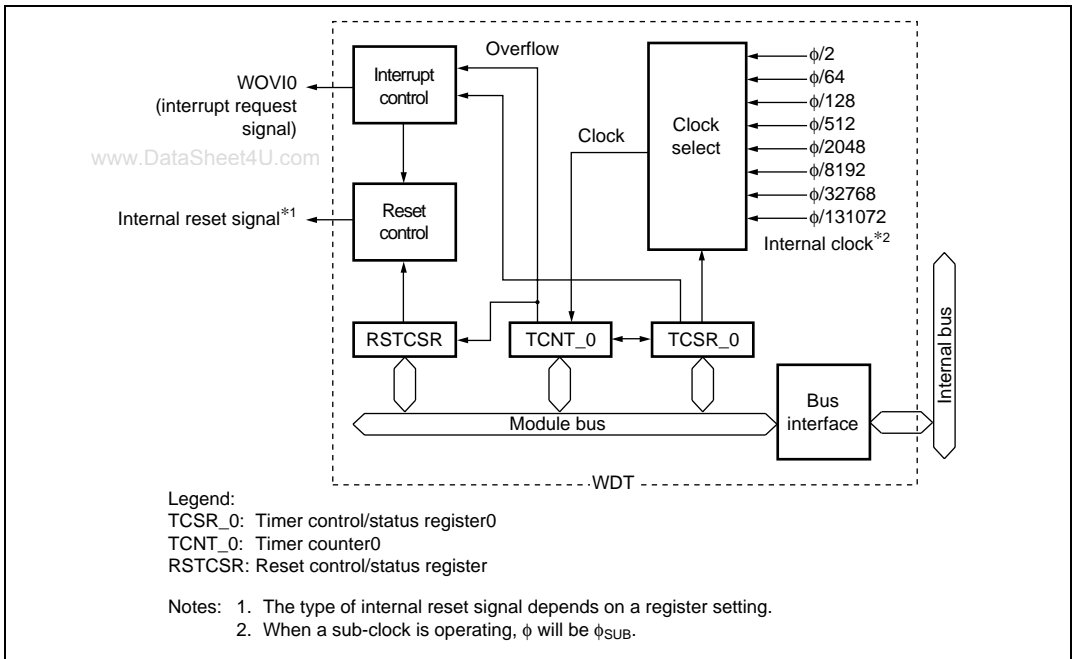 Overflow
WOVI0
(interrupt request
signal)
Interrupt
control
Clock
Clock
select
ϕ/2
ϕ/64
ϕ/128
ϕ/512
ϕ/2048
ϕ/8192
ϕ/32768
ϕ/131072
Internal clock*2
www.DataSheet4U.com
Internal reset signal*1
Reset
control
RSTCSR
TCNT_0
TCSR_0
Module bus
Bus
interface
Internal bus
WDT
Legend:
TCSR_0: Timer control/status register0
TCNT_0: Timer counter0
RSTCSR: Reset control/status register
Notes: 1. The type of internal reset signal depends on a register setting.
2. When a sub-clock is operating, ϕ will be ϕSUB.